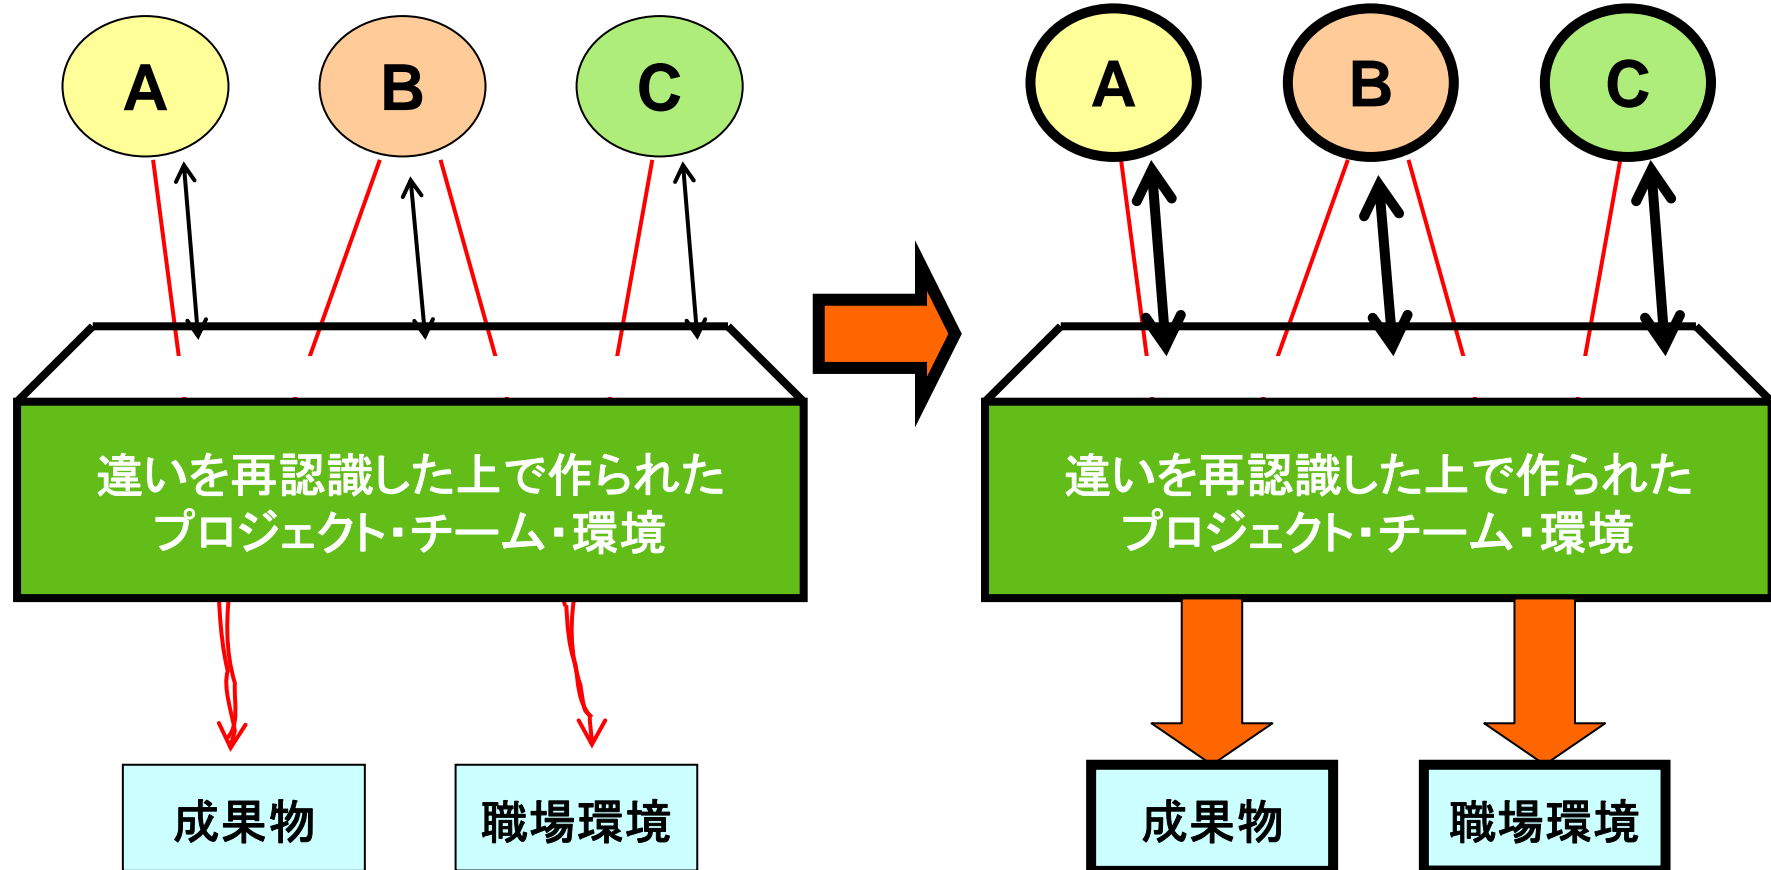 A
B
C
違いを再認識した上で作られた
プロジェクト・チーム・環境
成果物
職場環境
A
B
C
違いを再認識した上で作られた
プロジェクト・チーム・環境
成果物
職場環境